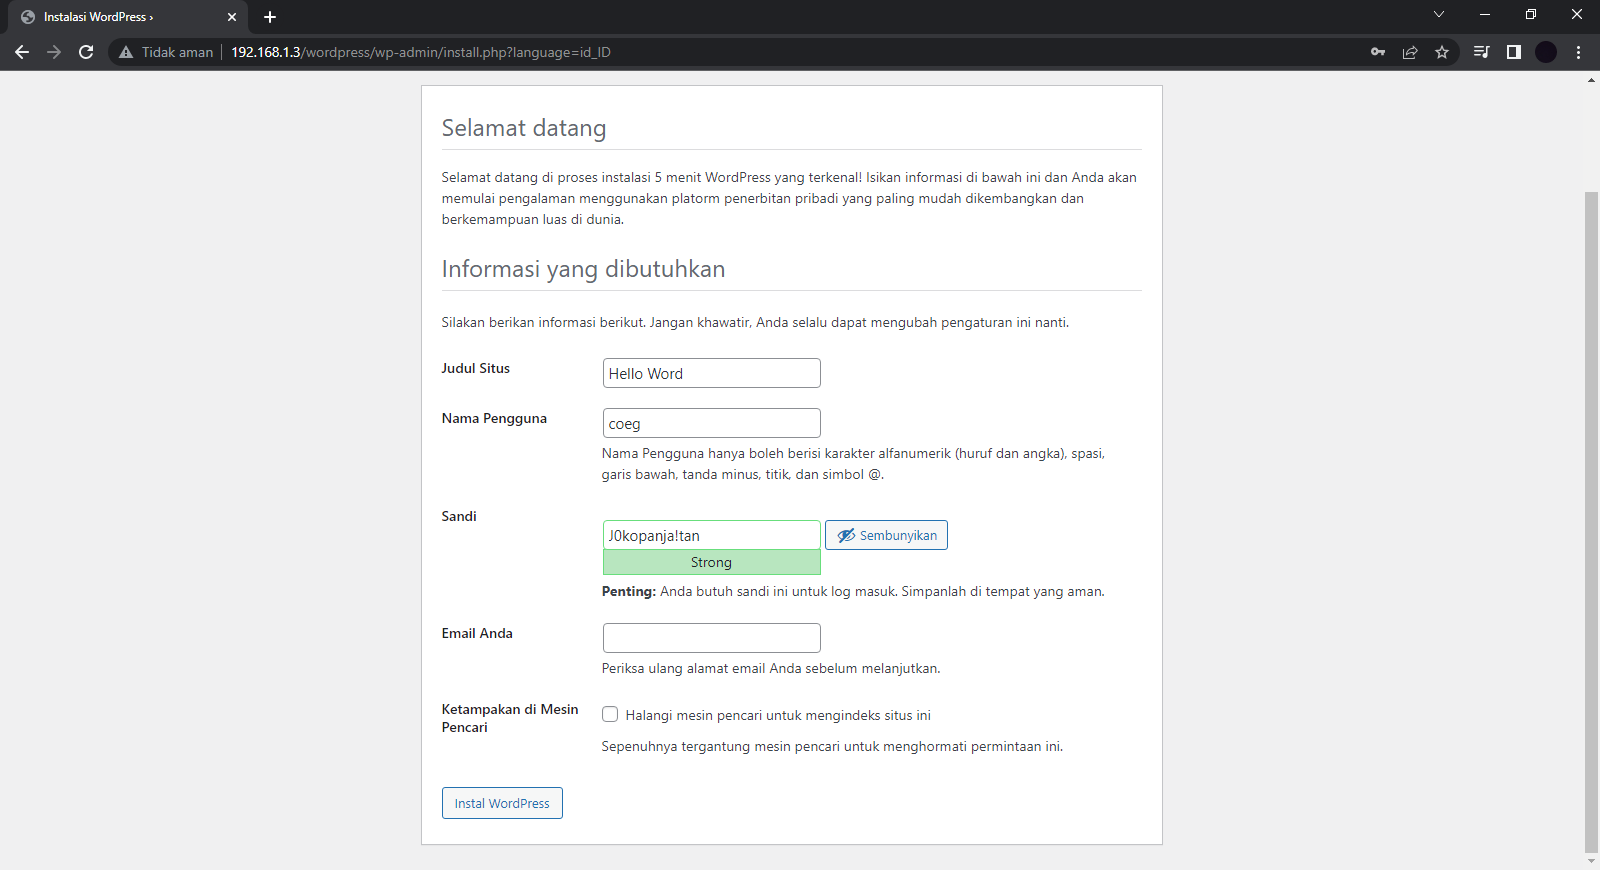 Instalasi WordPress ›
Tidak aman
192.168.1.3/wordpress/wp-admin/install.php?language=id_ID
Selamat datang
Selamat datang di proses instalasi 5 menit WordPress yang terkenal! Isikan informasi di bawah ini dan Anda akan
memulai pengalaman menggunakan platorm penerbitan pribadi yang paling mudah dikembangkan dan
berkemampuan luas di dunia.
Informasi yang dibutuhkan
Silakan berikan informasi berikut. Jangan khawatir, Anda selalu dapat mengubah pengaturan ini nanti.
Judul Situs
Hello Word
Nama Pengguna
coeg
Nama Pengguna hanya boleh berisi karakter alfanumerik (huruf dan angka), spasi,
garis bawah, tanda minus, titik, dan simbol @.
Sandi
J0kopanja!tan
Sembunyikan
Strong
Penting: Anda butuh sandi ini untuk log masuk. Simpanlah di tempat yang aman.
Email Anda
Periksa ulang alamat email Anda sebelum melanjutkan.
Ketampakan di Mesin
Pencari
Halangi mesin pencari untuk mengindeks situs ini
Sepenuhnya tergantung mesin pencari untuk menghormati permintaan ini.
Instal WordPress